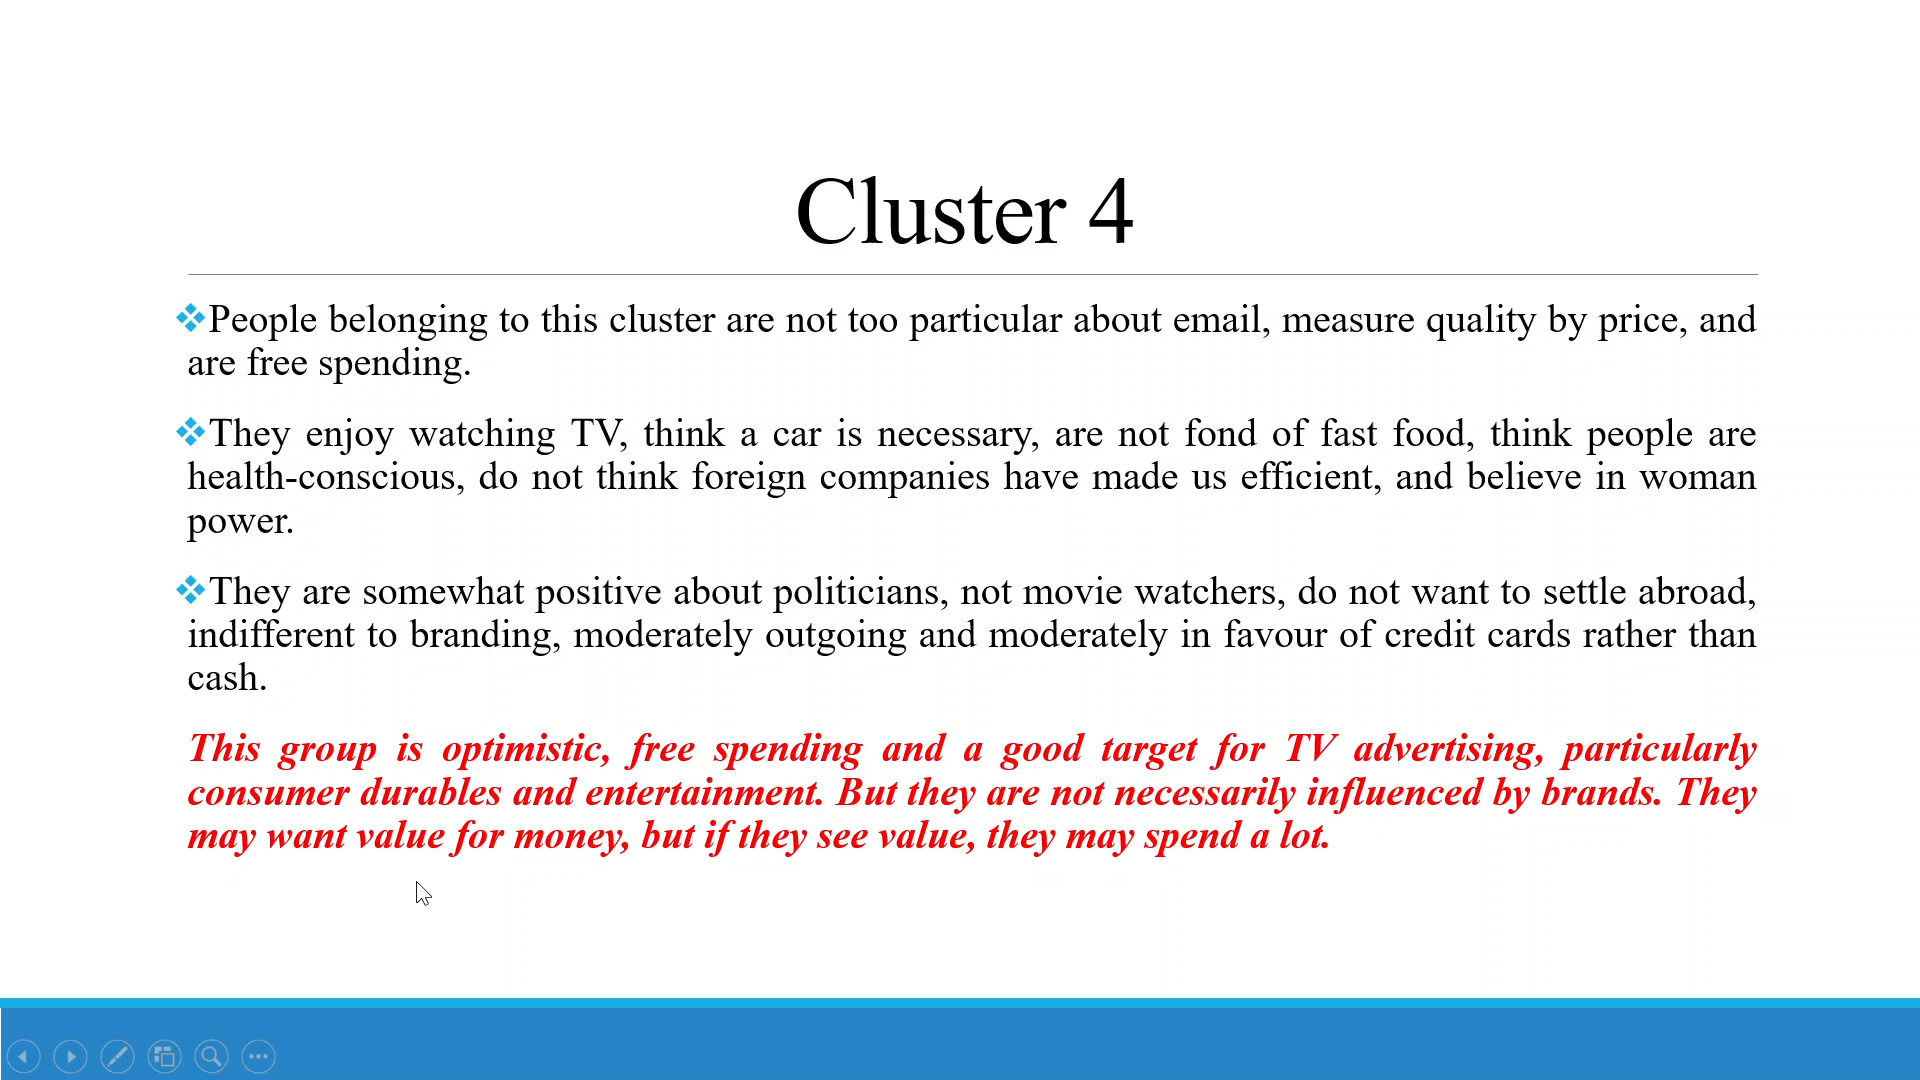 Cluster 4
People belonging to this cluster are not too particular about email, measure quality by price, and
are free spending.
They enjoy watching TV, think a car is necessary, are not fond of fast food, think people are
health-conscious, do not think foreign companies have made us efficient, and believe in woman
power.
They are somewhat positive about politicians, not movie watchers, do not want to settle abroad,
indifferent to branding, moderately outgoing and moderately in favour of credit cards rather than
cash.
This group is optimistic, free spending and a good target for TV advertising, particularly
consumer durables and entertainment. But they are not necessarily influenced by brands. They
may want value for money, but if they see value, they may spend a lot.